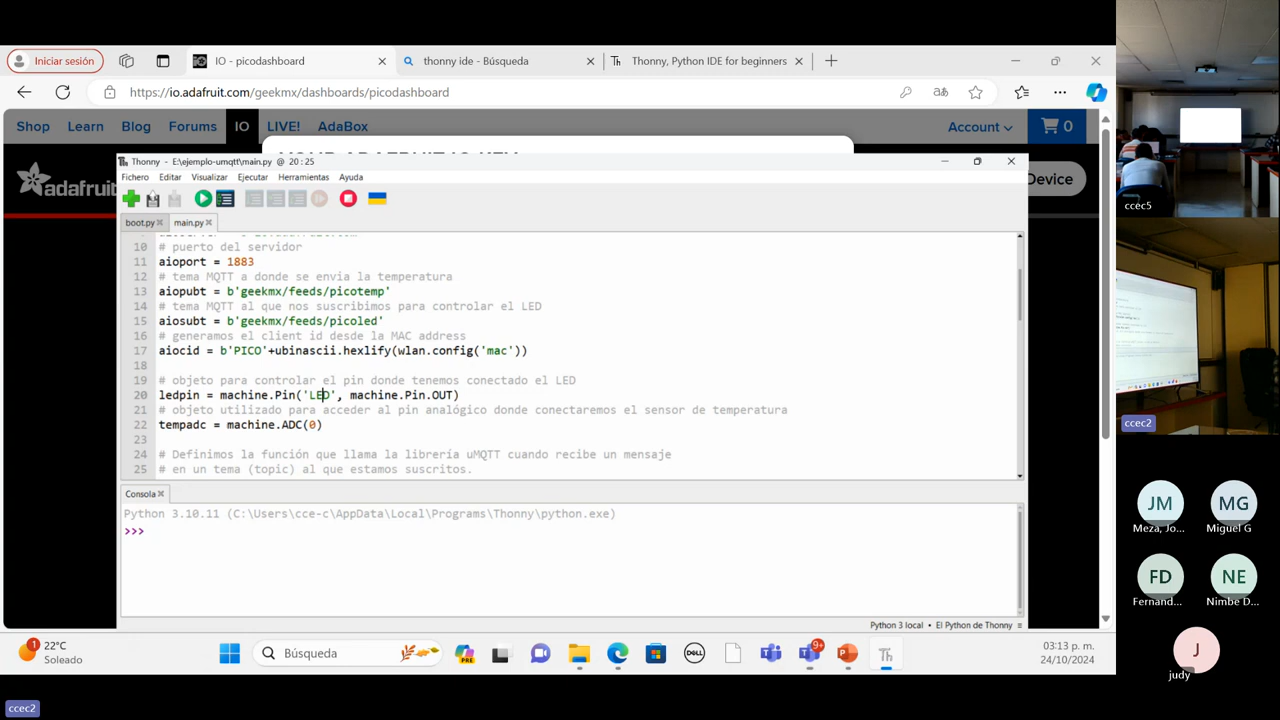 Iniciar sesión
IO - picodashboard
thonny ide - Búsqueda
Thonny, Python IDE for beginners
https://io.adafruit.com/geekmx/dashboards/picodashboard
Shop Learn Blog Forums IO LIVE! AdaBox
Account
0
adafruit
Device
Thonny - E:\ejemplo-umqtt\main.py @ 20 : 25
Fichero Editar Visualizar Ejecutar Herramientas Ayuda
boot.py
main.py
10 # puerto del servidor
11 aioport = 1883
12 # tema MQTT a donde se envia la temperatura
13 aiopubt = b'geekmx/feeds/picotemp'
14 # tema MQTT al que nos suscribimos para controlar el LED
15 aiosubt = b'geekmx/feeds/picoled'
16 # generamos el client id desde la MAC address
17 aiocid = b'PICO'+ubinascii.hexlify(wlan.config('mac'))
18
19 # objeto para controlar el pin donde tenemos conectado el LED
20 ledpin = machine.Pin('LED', machine.Pin.OUT)
21 # objeto utilizado para acceder al pin analógico donde conectaremos el sensor de temperatura
22 tempadc = machine.ADC(0)
23
24 # Definimos la función que llama la librería uMQTT cuando recibe un mensaje
25 # en un tema (topic) al que estamos suscritos.
Consola
Python 3.10.11 (C:\Users\cce-c\AppData\Local\Programs\Thonny\python.exe)
>>>
Python 3 local • El Python de Thonny
1
22°C
Soleado
Búsqueda
PRE
DELL
9+
Th
03:13 p. m.
24/10/2024
ccec5
ccec2
JM
Meza, Jo...
MG
Miguel G
FD
Fernand...
NE
Nimbe D...
J
judy
ccec2